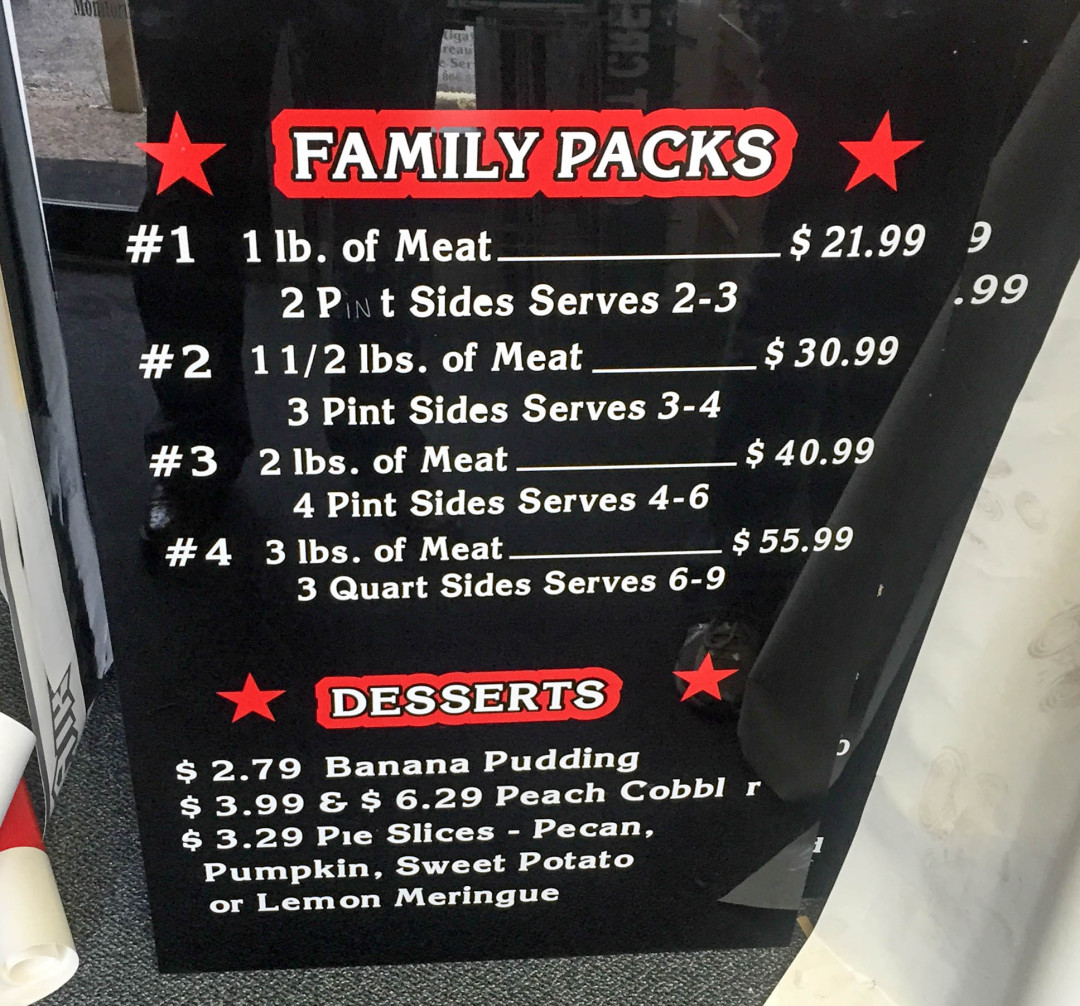 FAMILY PACKS
#1 1 lb. of Meat $ 21.99
2 PINt Sides Serves 2-3
#2 1 1/2 lbs. of Meat $ 30.99
3 Pint Sides Serves 3-4
#3 2 lbs. of Meat $ 40.99
4 Pint Sides Serves 4-6
#4 3 lbs. of Meat $ 55.99
3 Quart Sides Serves 6-9
DESSERTS
$ 2.79 Banana Pudding
$ 3.99 & $ 6.29 Peach Cobbl r
$ 3.29 Pıe Slices - Pecan,
Pumpkin, Sweet Potato
or Lemon Meringue
9
.99